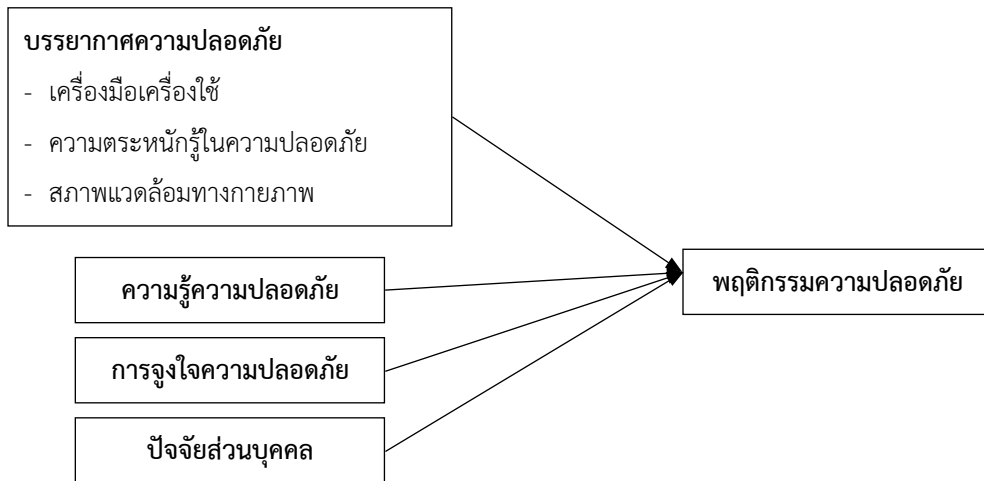 บรรยากาศความปลอดภัย
- เครื่องมือเครื่องใช้
- ความตระหนักรู้ในความปลอดภัย
- สภาพแวดล้อมทางกายภาพ
ความรู้ความปลอดภัย
การจูงใจความปลอดภัย
ปัจจัยส่วนบุคคล
พฤติกรรมความปลอดภัย